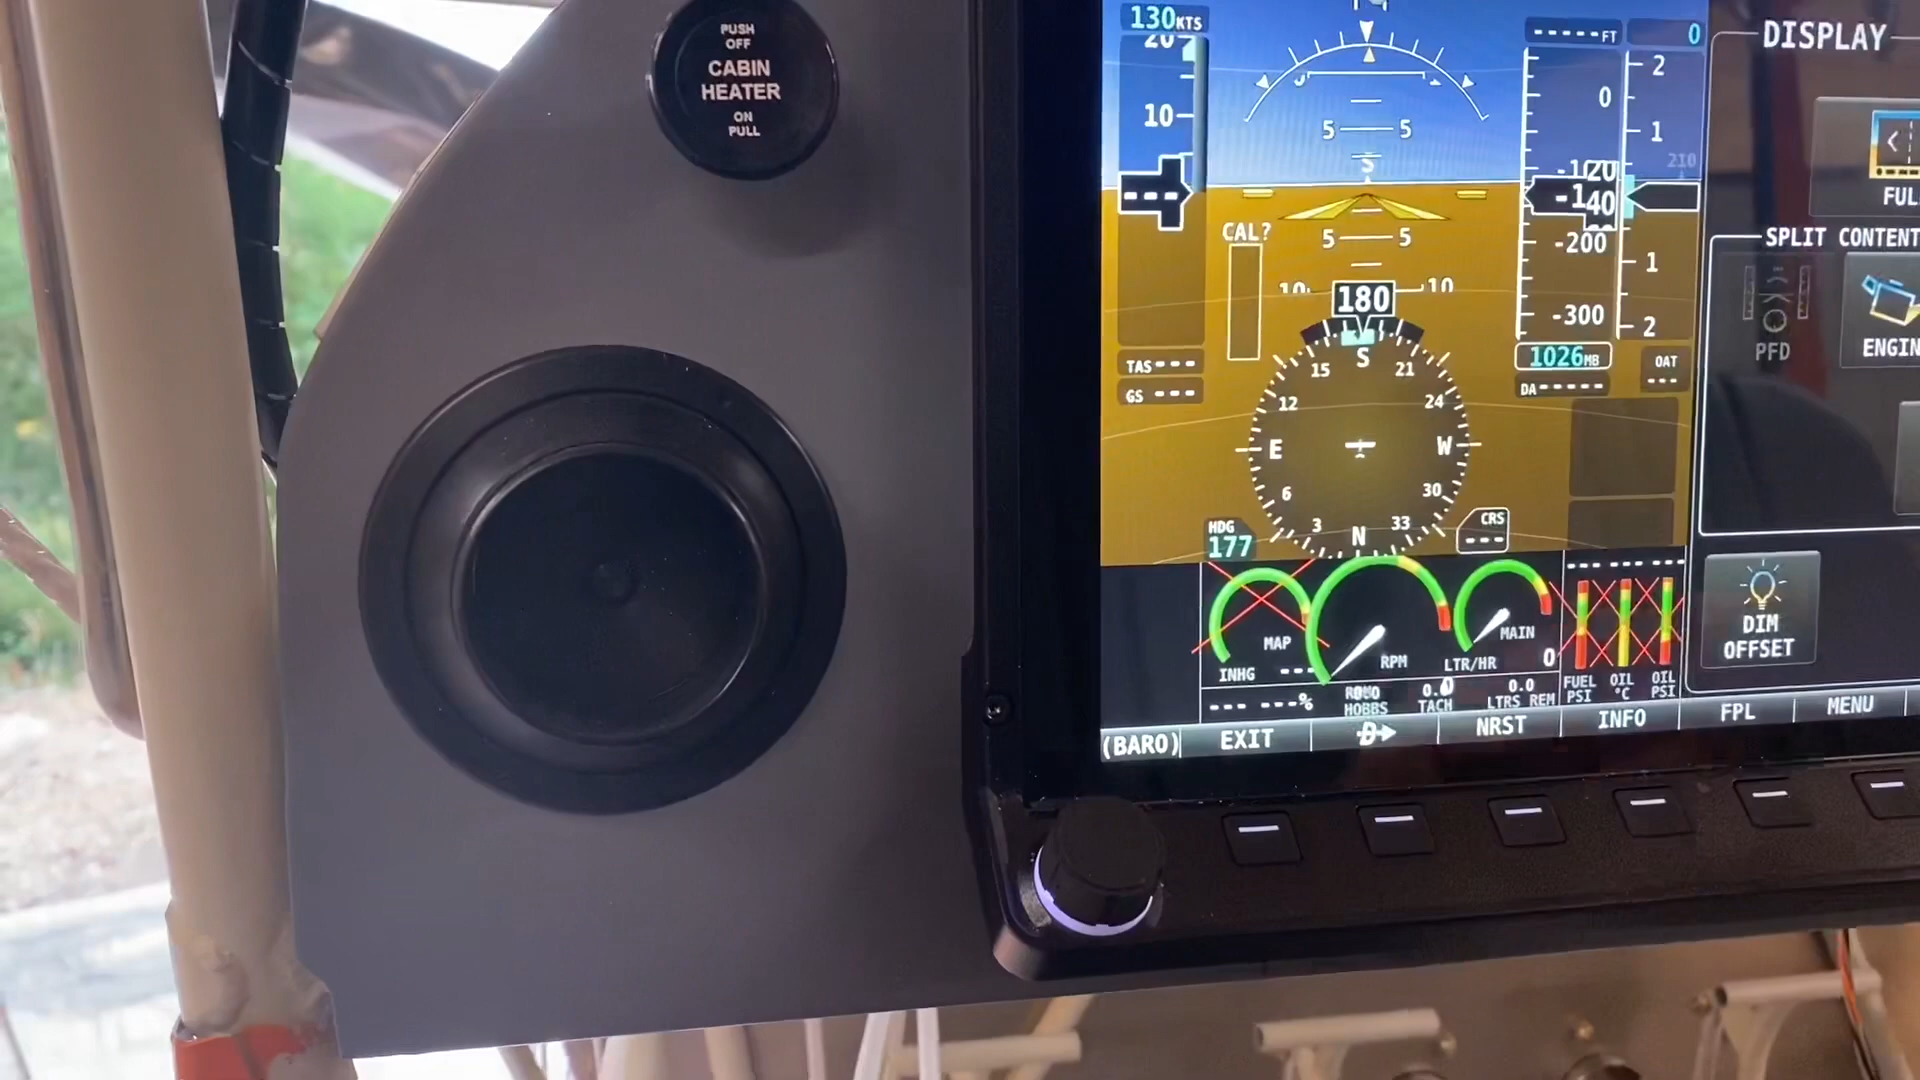 PUSH
OFF
CABIN
HEATER
ON
PULL
130KTS
20
10
5 5
S
5 5
10 10
CAL?
TAS---
GS ---
180
S
15 21
12 24
E W
6 30
3 33
N
HDG
177
CRS
---
-----FT
0
0
-120
-140
-200
-300
2
1
210
1
2
1026MB
DA-----
OAT
---
MAP
INHG ---
--- ---%
RPM
HOBBS
MAIN
LTR/HR 0
0.0
TACH
0.0
LTRS REM
FUEL
PSI
OIL
°C
OIL
PSI
DISPLAY
FUL
SPLIT CONTENT
PFD
ENGIN
DIM
OFFSET
(BARO) EXIT D NRST INFO FPL MENU